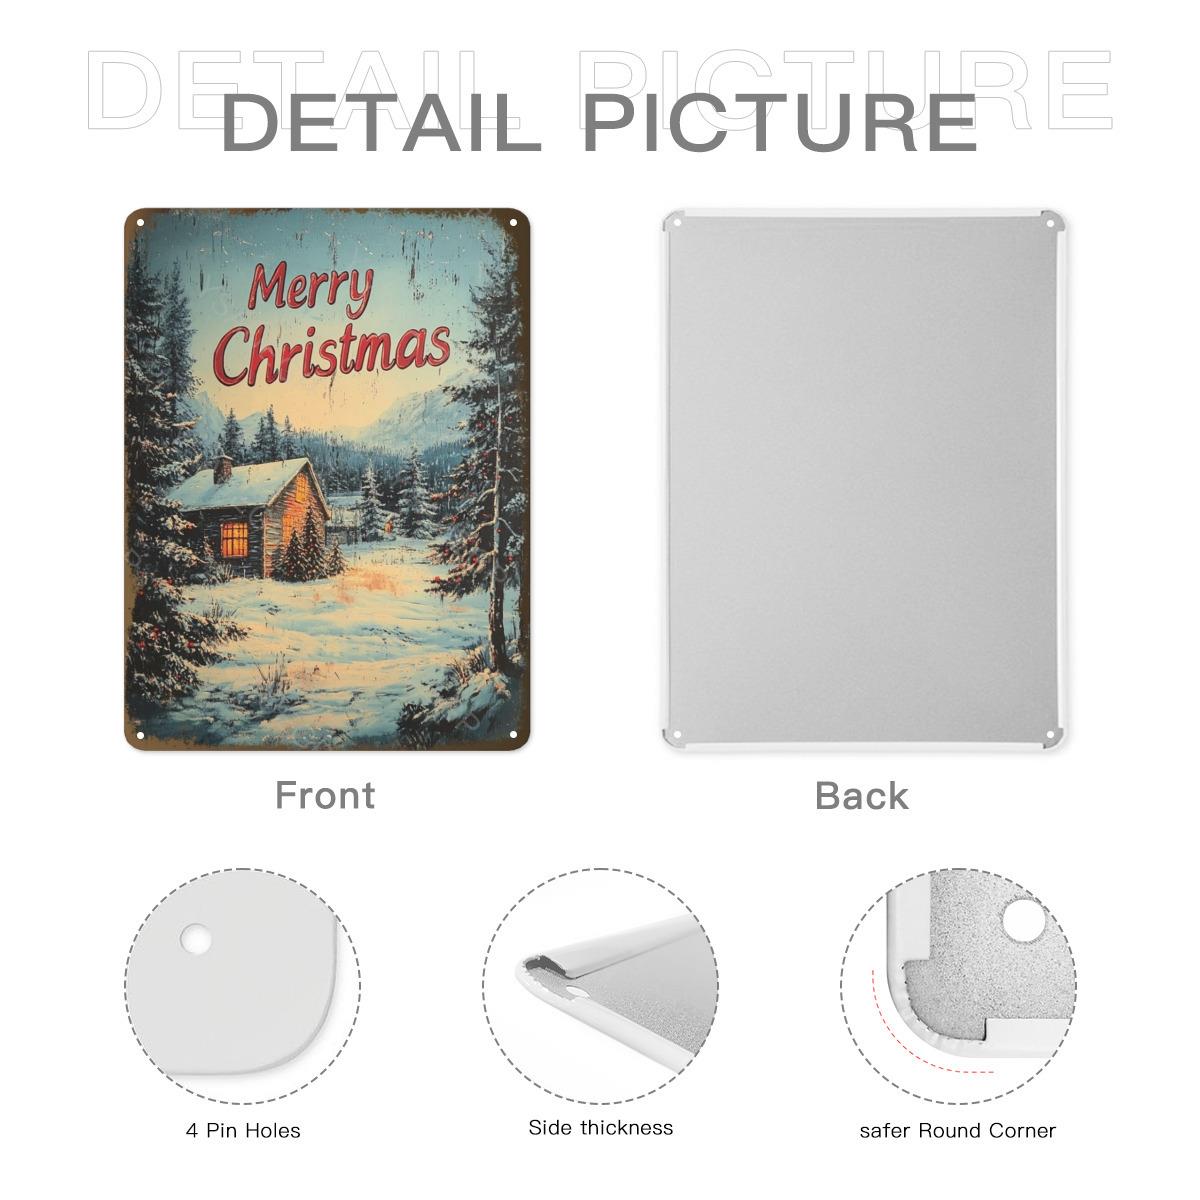 DETAIL PICTURE
DETAIL PICTURE
Merry
Christmas
Front
Back
4 Pin Holes
Side thickness
safer Round Corner